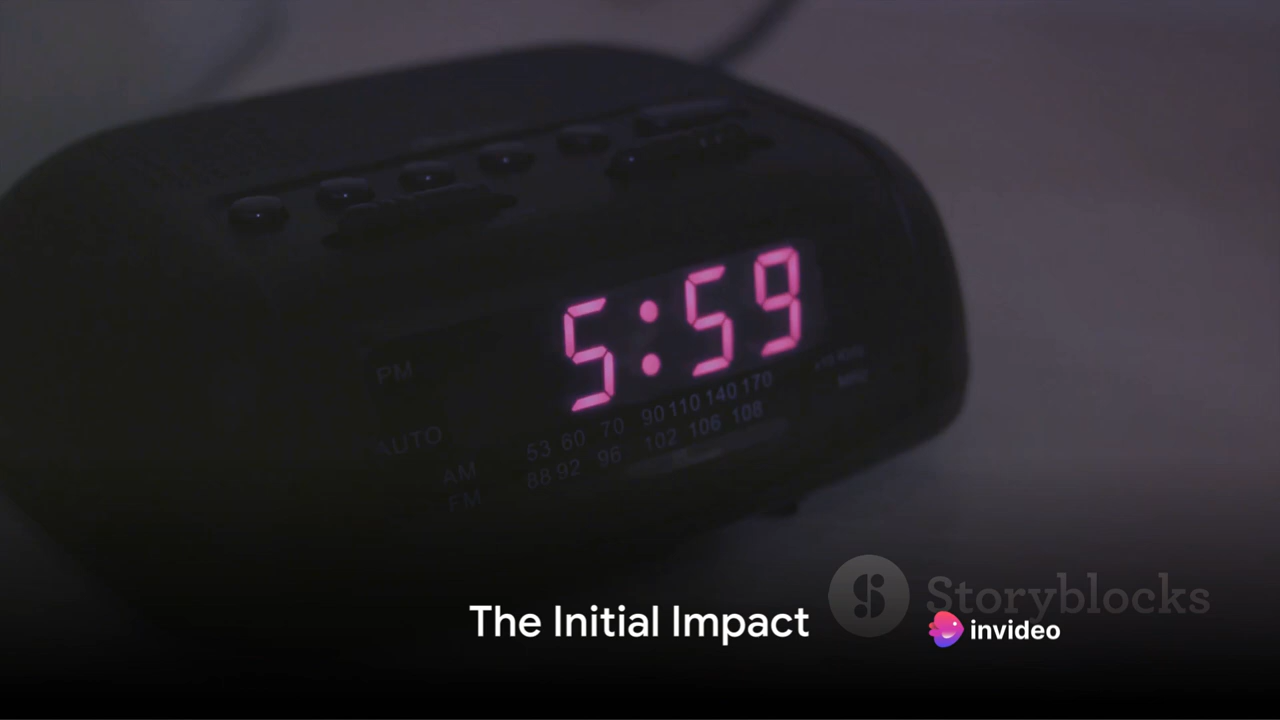 5:59
PM
AUTO
53 60 70 90 110 140 170
AM
88 92 96 102 106 108
FM
Storyblocks
The Initial Impact
invideo